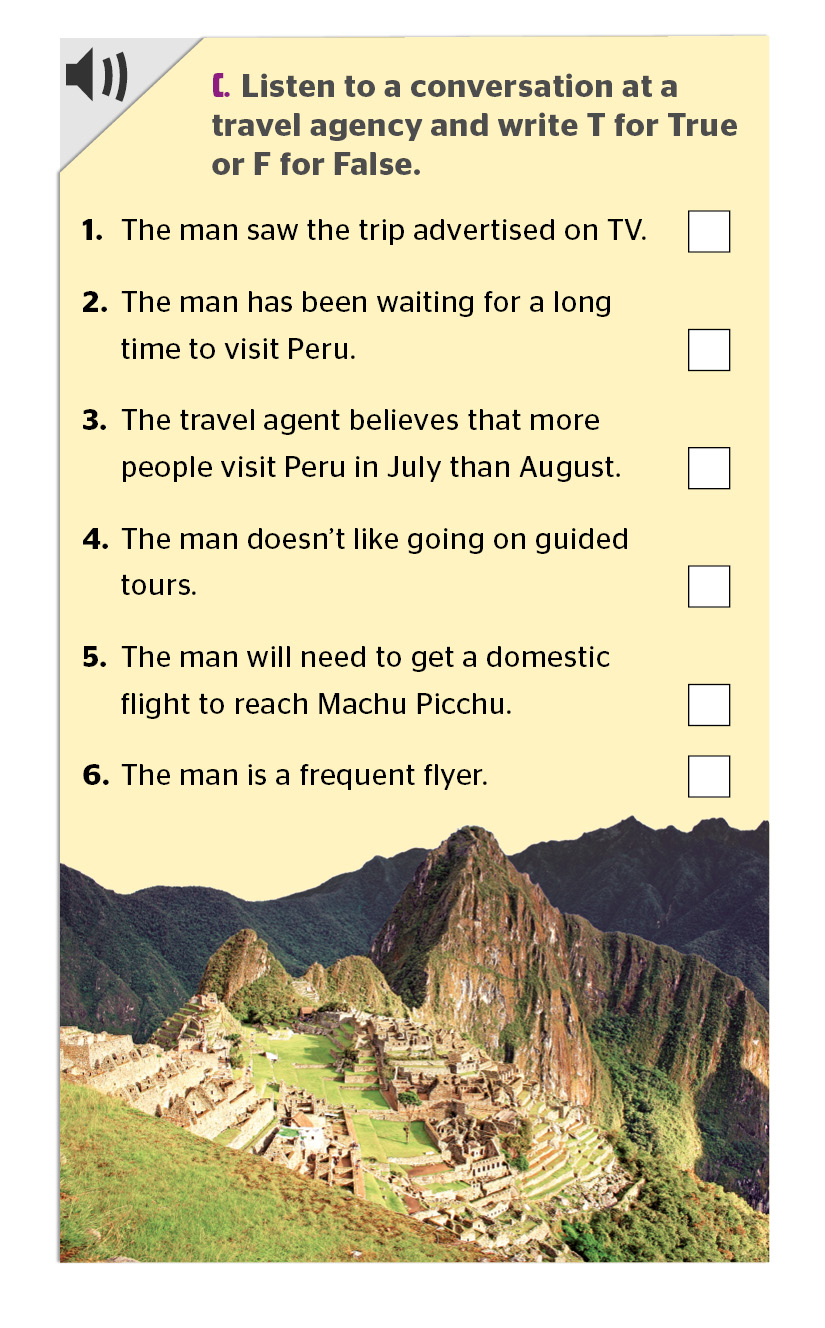 C. Listen to a conversation at a
travel agency and write T for True
or F for False.
1. The man saw the trip advertised on TV.
2. The man has been waiting for a long
time to visit Peru.
3. The travel agent believes that more
people visit Peru in July than August.
4. The man doesn’t like going on guided
tours.
5. The man will need to get a domestic
flight to reach Machu Picchu.
6. The man is a frequent flyer.